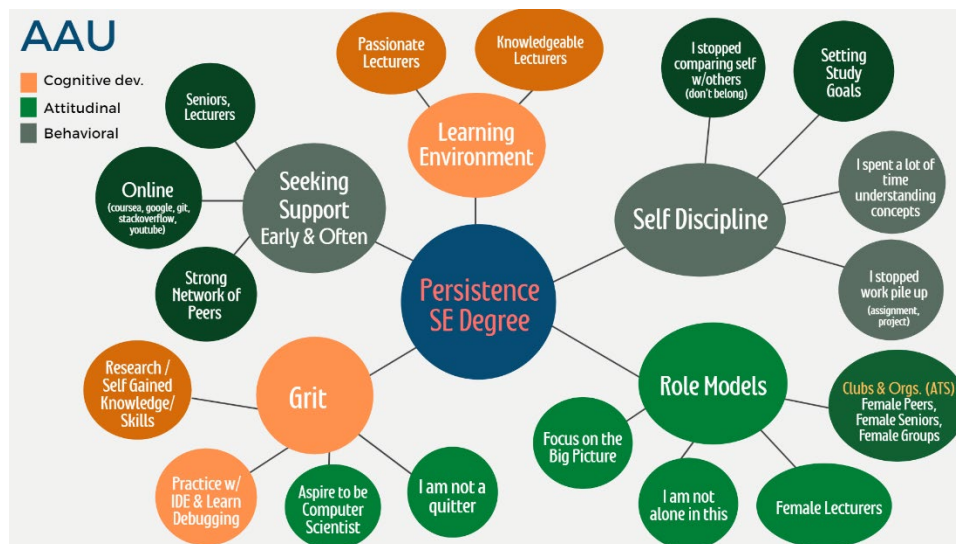 AAU
Cognitive dev.
Attitudinal
Behavioral
Passionate
Lecturers
Knowledgeable
Lecturers
Learning
Environment
I stopped
comparing self
w/others
(don't belong)
Setting
Study
Goals
I spent a lot of
time
understanding
concepts
I stopped
work pile up
(assignment,
project)
Self Discipline
Seniors,
Lecturers
Online
(coursea, google, git,
stackoverflow,
youtube)
Strong
Network of
Peers
Seeking
Support
Early & Often
Persistence
SE Degree
Research /
Self Gained
Knowledge/
Skills
Grit
Practice w/
IDE & Learn
Debugging
Aspire to be
Computer
Scientist
I am not a
quitter
Role Models
Focus on the
Big Picture
I am not
alone in this
Female Lecturers
Clubs & Orgs. (ATS)
Female Peers,
Female Seniors,
Female Groups